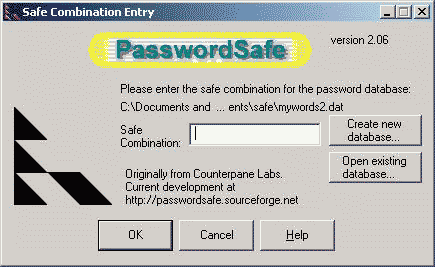 Safe Combination Entry
PasswordSafe
version 2.06
Please enter the safe combination for the password database:
C:\Documents and ... ents\safe\mywords2.dat
Safe
Combination:
Create new
database...
Open existing
database...
Originally from Counterpane Labs.
Current development at
http://passwordsafe.sourceforge.net
OK
Cancel
Help